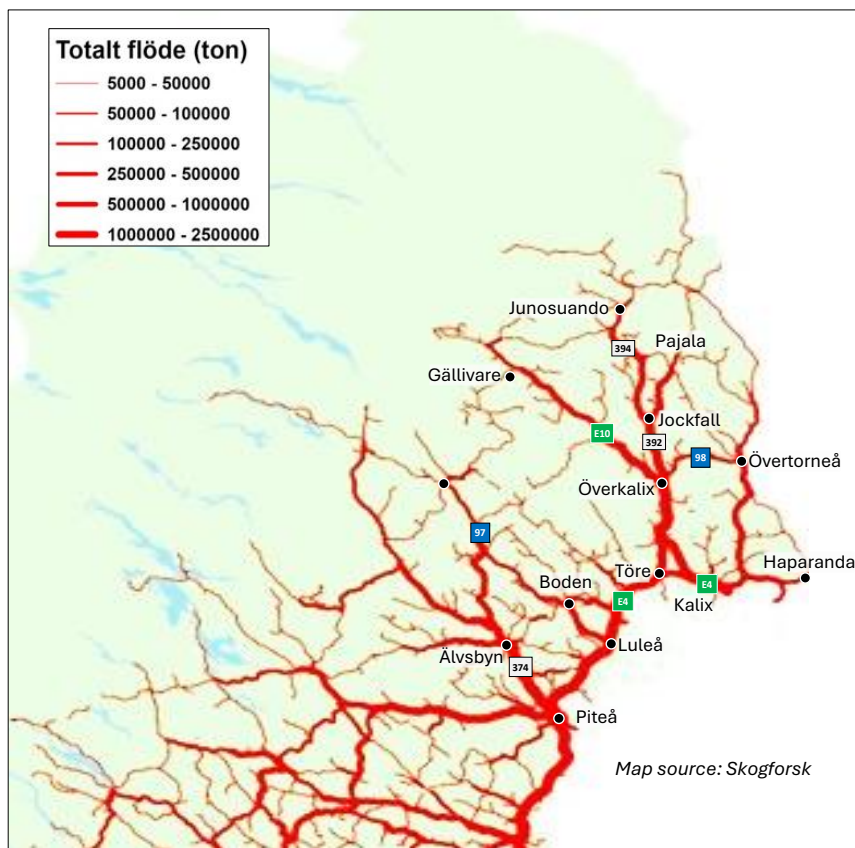 Totalt flöde (ton)
5000 - 50000
50000 - 100000
100000 - 250000
250000 - 500000
500000 - 1000000
1000000 - 2500000
Junosuando
394
Pajala
Gällivare
Jockfall
E10
392
98
Övertorneå
Överkalix
97
Töre
Haparanda
Boden
E4
E4
Kalix
Älvsbyn
Luleå
374
Piteå
Map source: Skogforsk